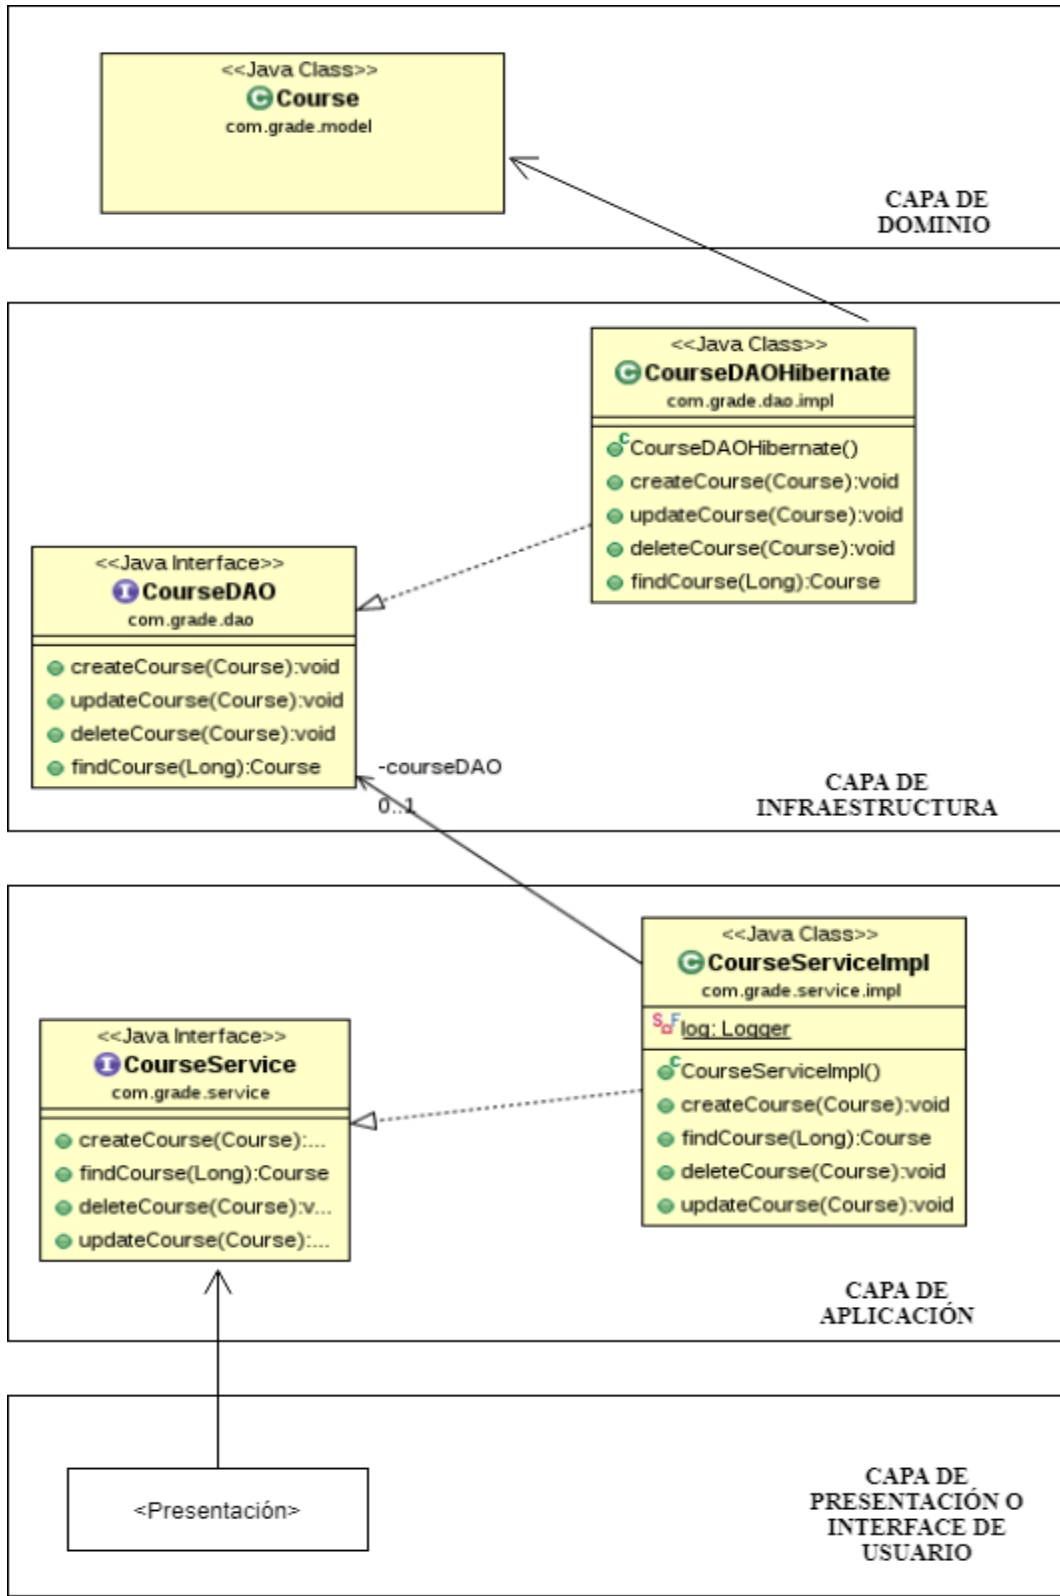 <<Java Class>>
Course
com.grade.model
CAPA DE
DOMINIO
<<Java Class>>
CourseDAOHibernate
com.grade.dao.impl
CourseDAOHibernate()
createCourse(Course):void
updateCourse(Course):void
deleteCourse(Course):void
findCourse(Long):Course
<<Java Interface>>
CourseDAO
com.grade.dao
createCourse(Course):void
updateCourse(Course):void
deleteCourse(Course):void
findCourse(Long):Course
-courseDAO
0..1
CAPA DE
INFRAESTRUCTURA
<<Java Class>>
CourseServiceImpl
com.grade.service.impl
log: Logger
CourseServiceImpl()
createCourse(Course):void
findCourse(Long):Course
deleteCourse(Course):void
updateCourse(Course):void
<<Java Interface>>
CourseService
com.grade.service
createCourse(Course):...
findCourse(Long):Course
deleteCourse(Course):v...
updateCourse(Course):...
CAPA DE
APLICACIÓN
<Presentación>
CAPA DE
PRESENTACIÓN O
INTERFACE DE
USUARIO